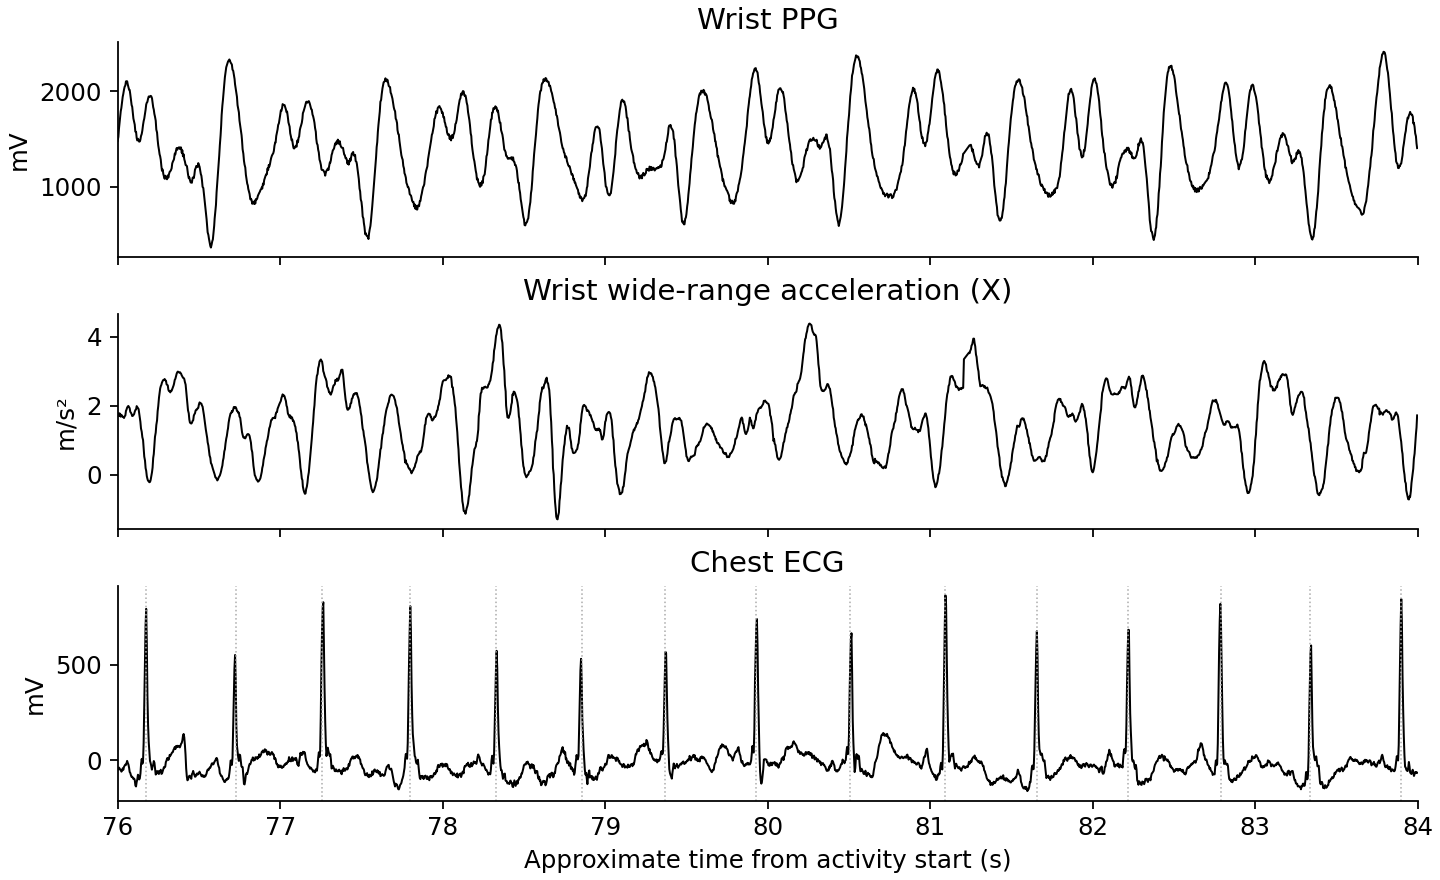 Wrist PPG
2000
1000
mV
Wrist wide-range acceleration (X)
4
2
0
m/s²
Chest ECG
500
0
mV
76 77 78 79 80 81 82 83 84
Approximate time from activity start (s)